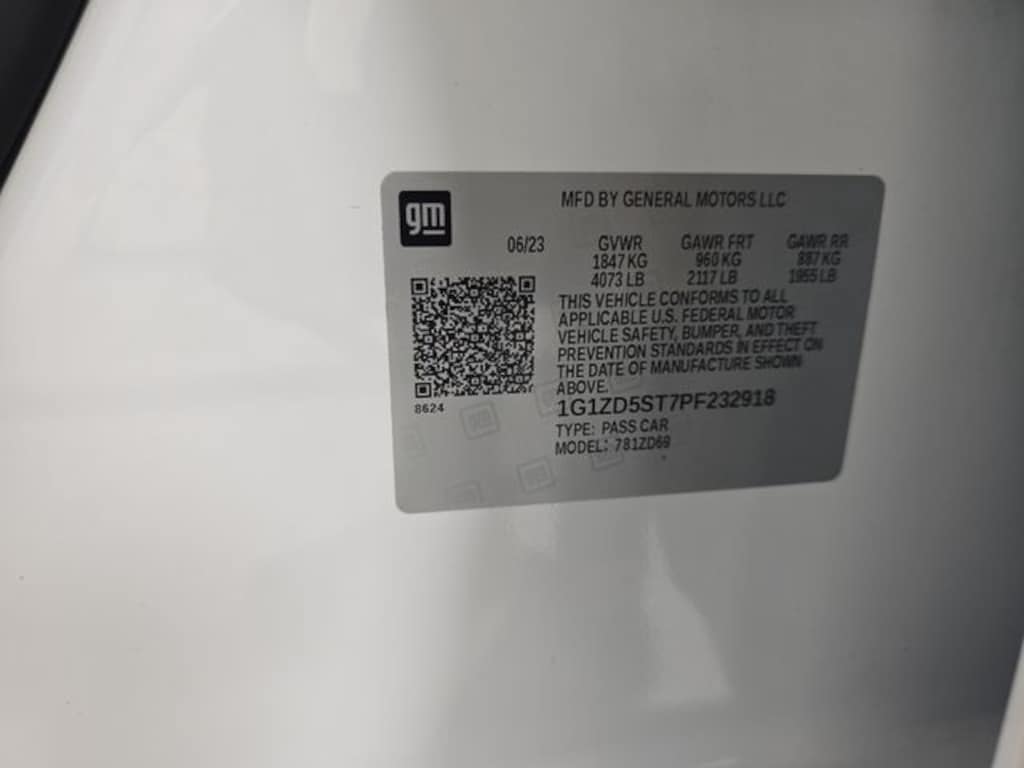 gm
MFD BY GENERAL MOTORS LLC
06/23 GVWR GAWR FRT GAWR RR
1847 KG 960 KG 887 KG
4073 LB 2117 LB 1955 LB
THIS VEHICLE CONFORMS TO ALL
APPLICABLE U.S. FEDERAL MOTOR
VEHICLE SAFETY, BUMPER, AND THEFT
PREVENTION STANDARDS IN EFFECT ON
THE DATE OF MANUFACTURE SHOWN
ABOVE.
8624
1G1ZD5ST7PF232918
TYPE: PASS CAR
MODEL: 781ZD69